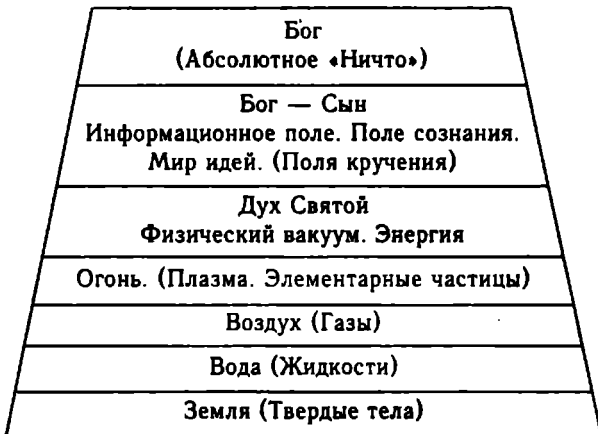 Бог
(Абсолютное «Ничто»)
Бог — Сын
Информационное поле. Поле сознания.
Мир идей. (Поля кручения)
Дух Святой
Физический вакуум. Энергия
Огонь. (Плазма. Элементарные частицы)
Воздух (Газы)
Вода (Жидкости)
Земля (Твердые тела)